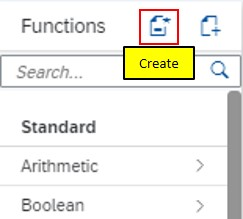 Functions
Create
Search...
Standard
Arithmetic
Boolean